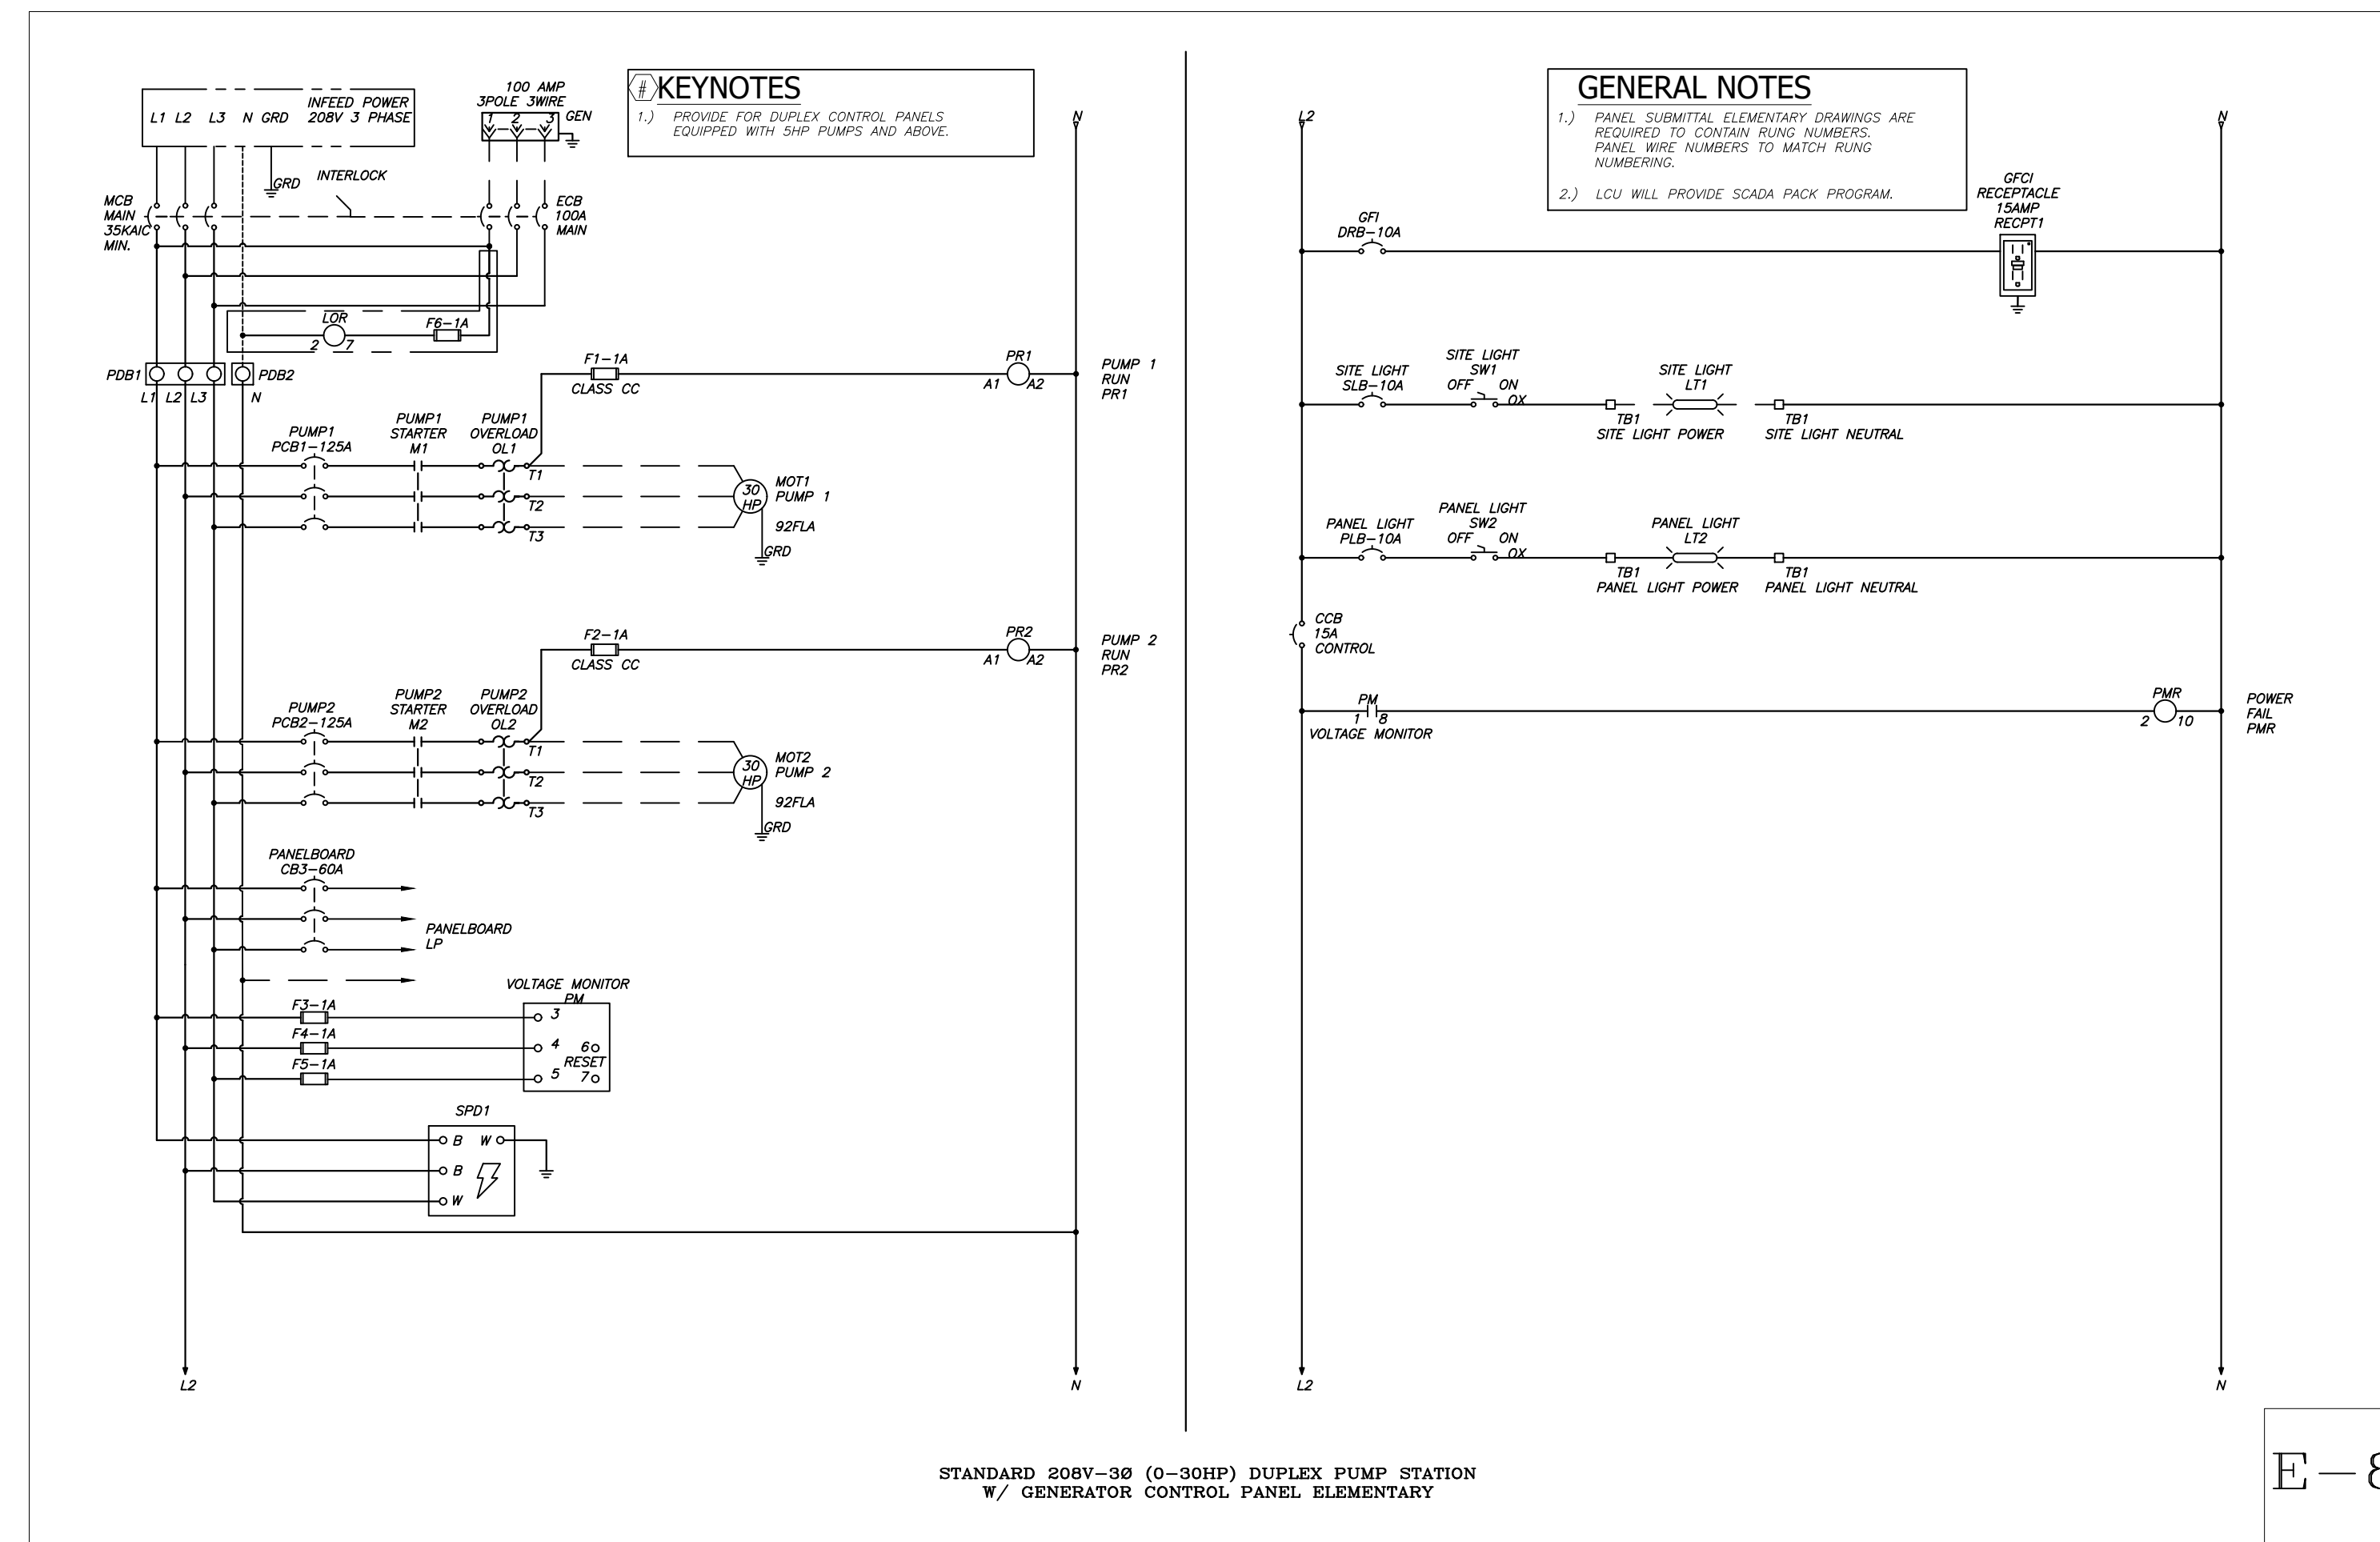 100 AMP
3POLE 3WIRE
GEN
1 2 3
INFEED POWER
208V 3 PHASE
L1 L2 L3 N GRD
GRD
INTERLOCK
MCB
MAIN
35KAIC
MIN.
ECB
100A
MAIN
# KEYNOTES
1.) PROVIDE FOR DUPLEX CONTROL PANELS
EQUIPPED WITH 5HP PUMPS AND ABOVE.
N
LOR
2 7
F6-1A
PDB1
PDB2
L1 L2 L3 N
F1-1A
CLASS CC
PR1
A1 A2
PUMP 1
RUN
PR1
PUMP1
PCB1-125A
PUMP1
STARTER
M1
PUMP1
OVERLOAD
OL1
T1
T2
T3
30
HP
MOT1
PUMP 1
92FLA
GRD
F2-1A
CLASS CC
PR2
A1 A2
PUMP 2
RUN
PR2
PUMP2
PCB2-125A
PUMP2
STARTER
M2
PUMP2
OVERLOAD
OL2
T1
T2
T3
30
HP
MOT2
PUMP 2
92FLA
GRD
PANELBOARD
CB3-60A
PANELBOARD
LP
VOLTAGE MONITOR
PM
F3-1A
3
F4-1A
4 6
RESET
F5-1A
5 7
SPD1
B W
B
W
L2
N
L2
GENERAL NOTES
1.) PANEL SUBMITTAL ELEMENTARY DRAWINGS ARE
REQUIRED TO CONTAIN RUNG NUMBERS.
PANEL WIRE NUMBERS TO MATCH RUNG
NUMBERING.
2.) LCU WILL PROVIDE SCADA PACK PROGRAM.
N
GFI
DRB-10A
GFCI
RECEPTACLE
15AMP
RECPT1
SITE LIGHT
SLB-10A
SITE LIGHT
SW1
OFF ON
OX
SITE LIGHT
LT1
TB1
SITE LIGHT POWER
TB1
SITE LIGHT NEUTRAL
PANEL LIGHT
PLB-10A
PANEL LIGHT
SW2
OFF ON
OX
PANEL LIGHT
LT2
TB1
PANEL LIGHT POWER
TB1
PANEL LIGHT NEUTRAL
CCB
15A
CONTROL
PM
1 8
VOLTAGE MONITOR
PMR
2 10
POWER
FAIL
PMR
L2
N
STANDARD 208V-3Ø (0-30HP) DUPLEX PUMP STATION
W/ GENERATOR CONTROL PANEL ELEMENTARY